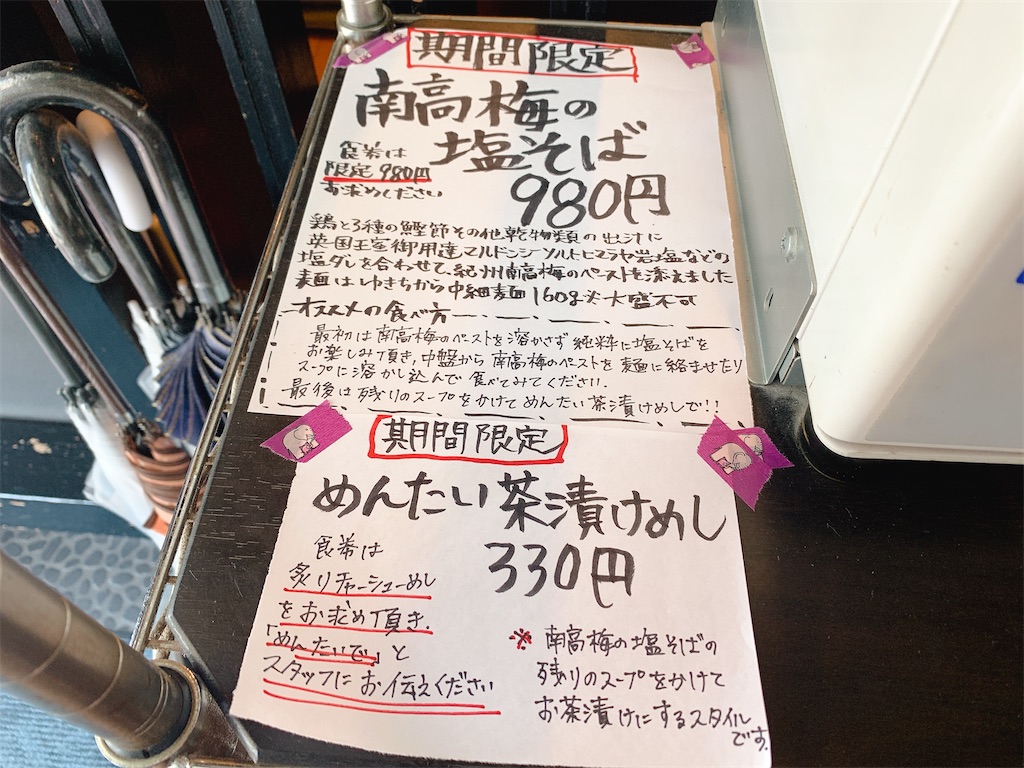 期間限定
南高梅の
塩そば
980円
食券は
限定980円
お求めください
鶏と3種の鰹節その他乾物類の出汁に
英国王室御用達マルドンシーソルトヒマラヤ岩塩などの
塩ダレを合わせて、紀州南高梅のペーストを添えました
麺はゆきちから中細麺160g ※大盛不可
オススメの食べ方
最初は南高梅のペーストを溶かさず純粋に塩そばを
お楽しみ頂き、中盤から南高梅のペーストを麺に絡ませたり
スープに溶かし込んで食べてみてください.
最後は残りのスープをかけてめんたい茶漬けめしで!!
期間限定
めんたい茶漬けめし
330円
食券は
炙りチャーシューめし
をお求め頂き.
「めんたいで」と
スタッフにお伝えください
※ 南高梅の塩そばの
残りのスープをかけて
お茶漬けにするスタイル
です.